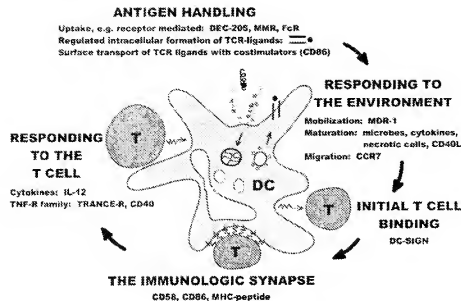 ANTIGEN HANDLING
Uptake, e.g. receptor mediated: DEC-205, MMR, FcR
Regulated intracellular formation of TCR-ligands:
Surface transport of TCR ligands with costimulators (CD86)
RESPONDING TO
THE ENVIRONMENT
Mobilization: MDR-1
Maturation: microbes, cytokines,
necrotic cells, CD40L
Migration: CCR7
INITIAL T CELL
BINDING
DC-SIGN
THE IMMUNOLOGIC SYNAPSE
CD58, CD86, MHC-peptide
RESPONDING
TO THE
T CELL
Cytokines: IL-12
TNF-R family: TRANCE-R, CD40
T
DC
T
T